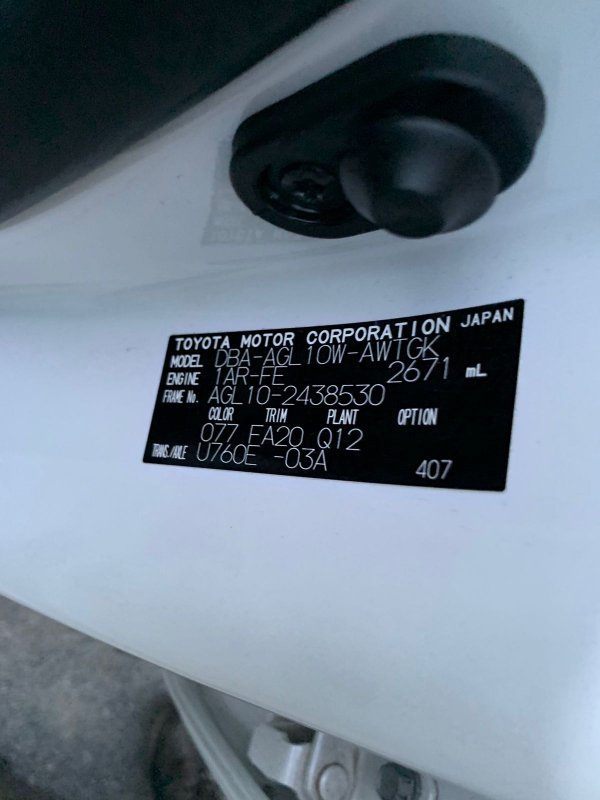 TOYOTA MOTOR CORPORATION JAPAN
MODEL DBA-AGL10W-AWTGK
ENGINE 1AR-FE 2671 mL
FRAME No. AGL10-2438530
COLOR TRIM PLANT OPTION
077 EA20 Q12
TRANS./AXLE U760E -03A 407